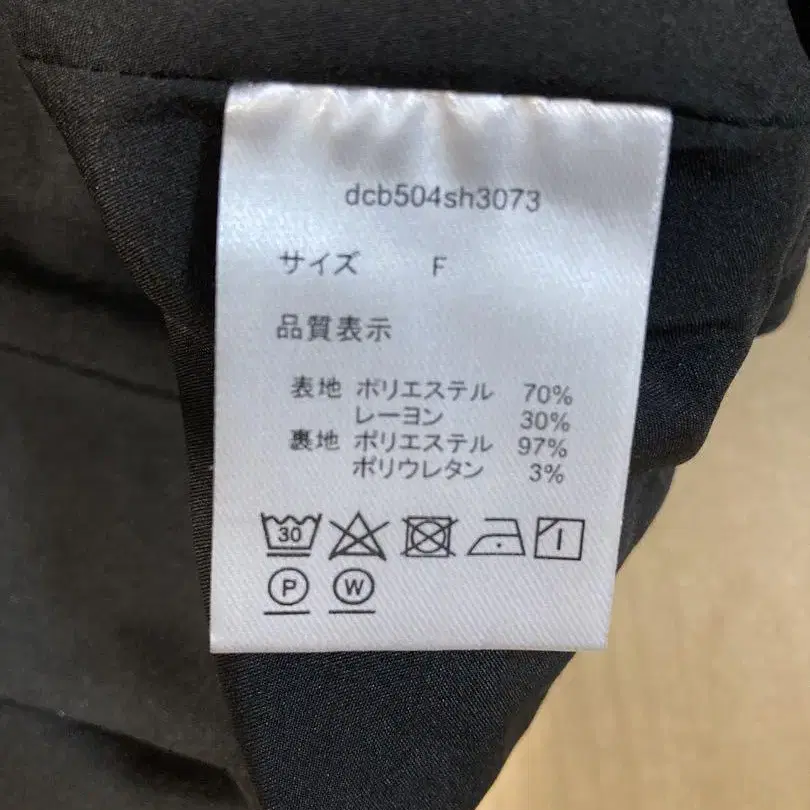 dcb504sh3073
サイズ F
品質表示
表地 ポリエステル 70%
レーヨン 30%
裏地 ポリエステル 97%
ポリウレタン 3%
30
P W